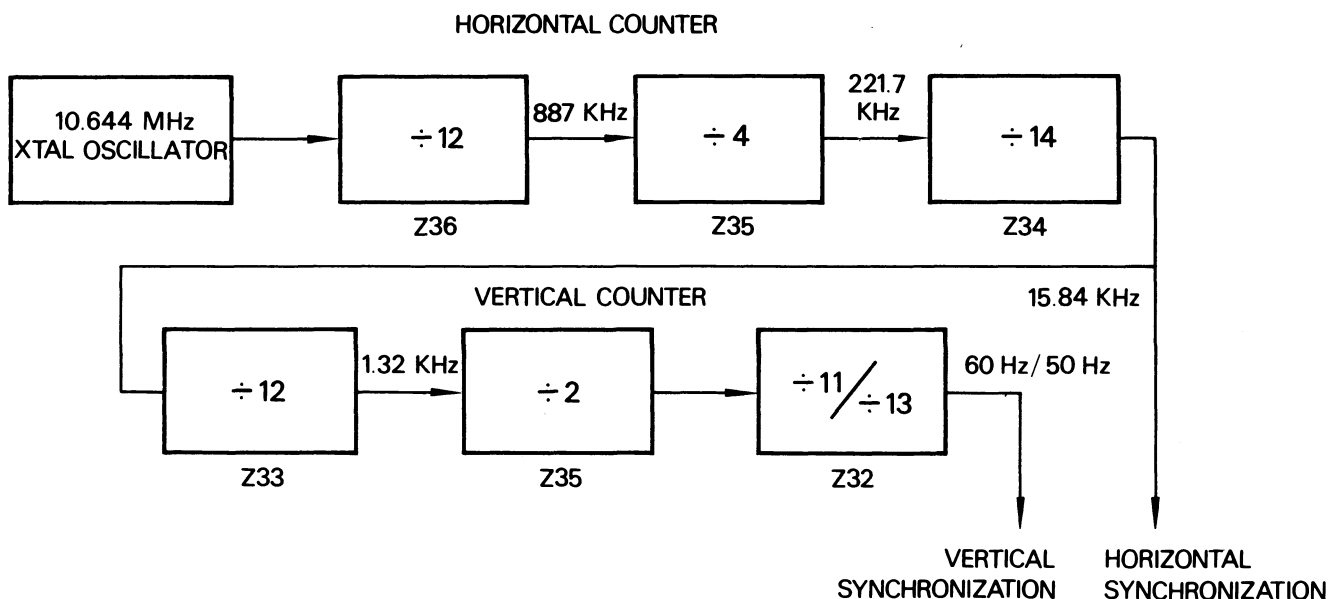 HORIZONTAL COUNTER
10.644 MHz
XTAL OSCILLATOR
÷12
Z36
887 KHz
÷4
Z35
221.7
KHz
÷14
Z34
15.84 KHz
VERTICAL COUNTER
÷12
Z33
1.32 KHz
÷2
Z35
÷11/÷13
Z32
60 Hz/50 Hz
VERTICAL
SYNCHRONIZATION
HORIZONTAL
SYNCHRONIZATION